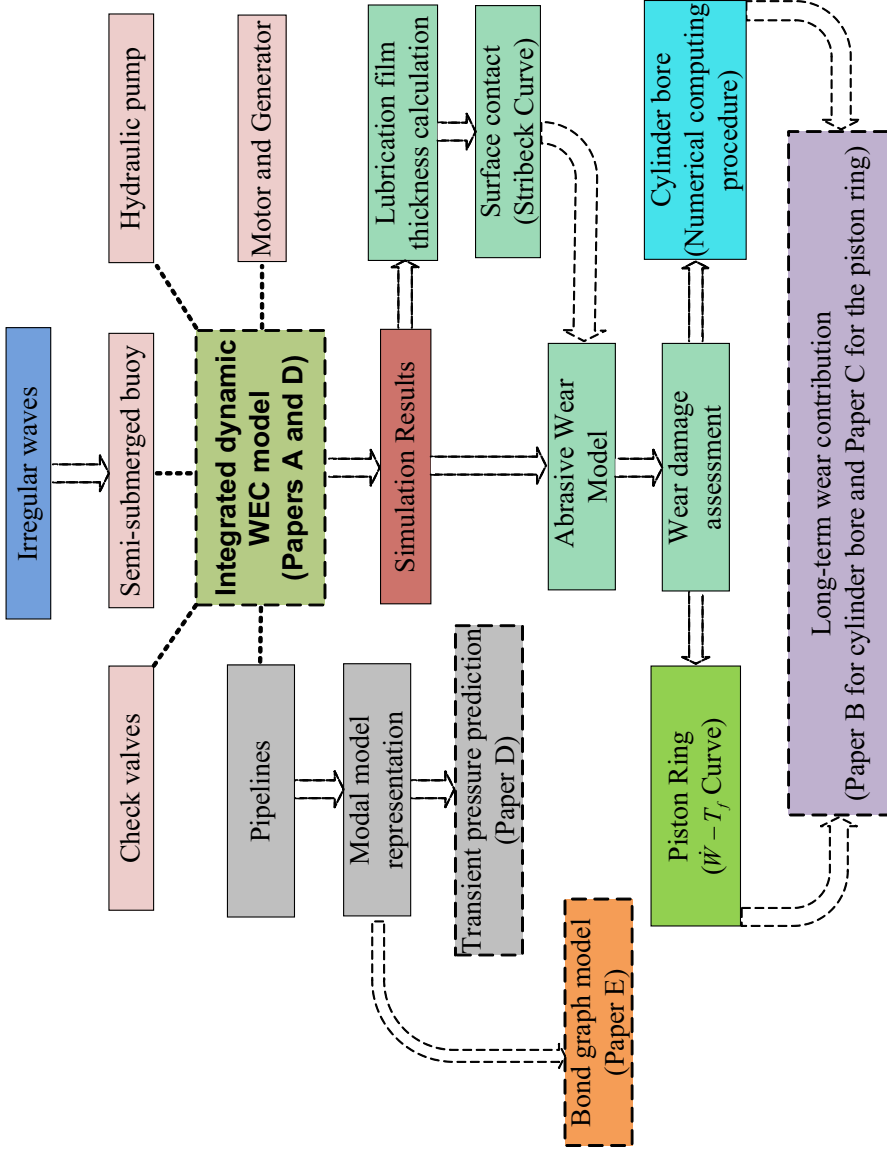 Irregular waves
Check valves
Semi-submerged buoy
Hydraulic pump
Pipelines
Integrated dynamic
WEC model
(Papers A and D)
Motor and Generator
Modal model
representation
Simulation Results
Lubrication film
thickness calculation
Transient pressure prediction
(Paper D)
Surface contact
(Stribeck Curve)
Bond graph model
(Paper E)
Abrasive Wear
Model
Piston Ring
(Ẇ − T_f Curve)
Wear damage
assessment
Cylinder bore
(Numerical computing
procedure)
Long-term wear contribution
(Paper B for cylinder bore and Paper C for the piston ring)